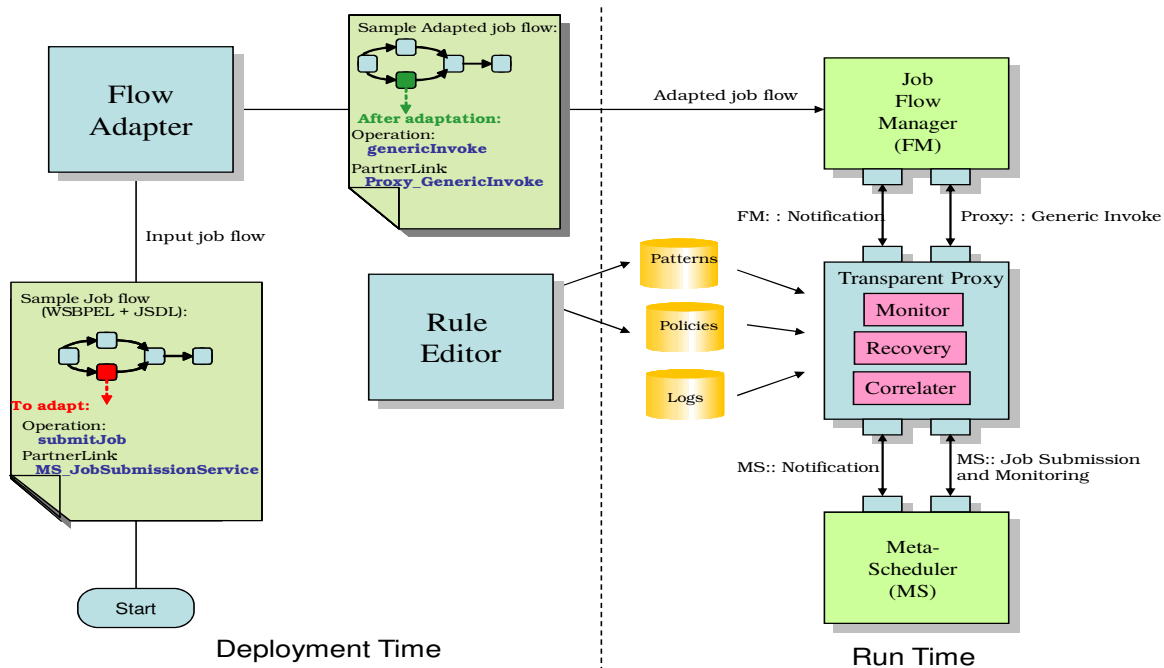 Sample Adapted job flow:
After adaptation:
Operation:
genericInvoke
PartnerLink
Proxy_GenericInvoke
Flow
Adapter
Adapted job flow
Job
Flow
Manager
(FM)
Input job flow
FM: : Notification
Proxy: : Generic Invoke
Sample Job flow
(WSBPEL + JSDL):
To adapt:
Operation:
submitJob
PartnerLink
MS_JobSubmissionService
Rule
Editor
Patterns
Policies
Logs
Transparent Proxy
Monitor
Recovery
Correlater
MS:: Notification
MS:: Job Submission
and Monitoring
Meta-
Scheduler
(MS)
Start
Deployment Time
Run Time